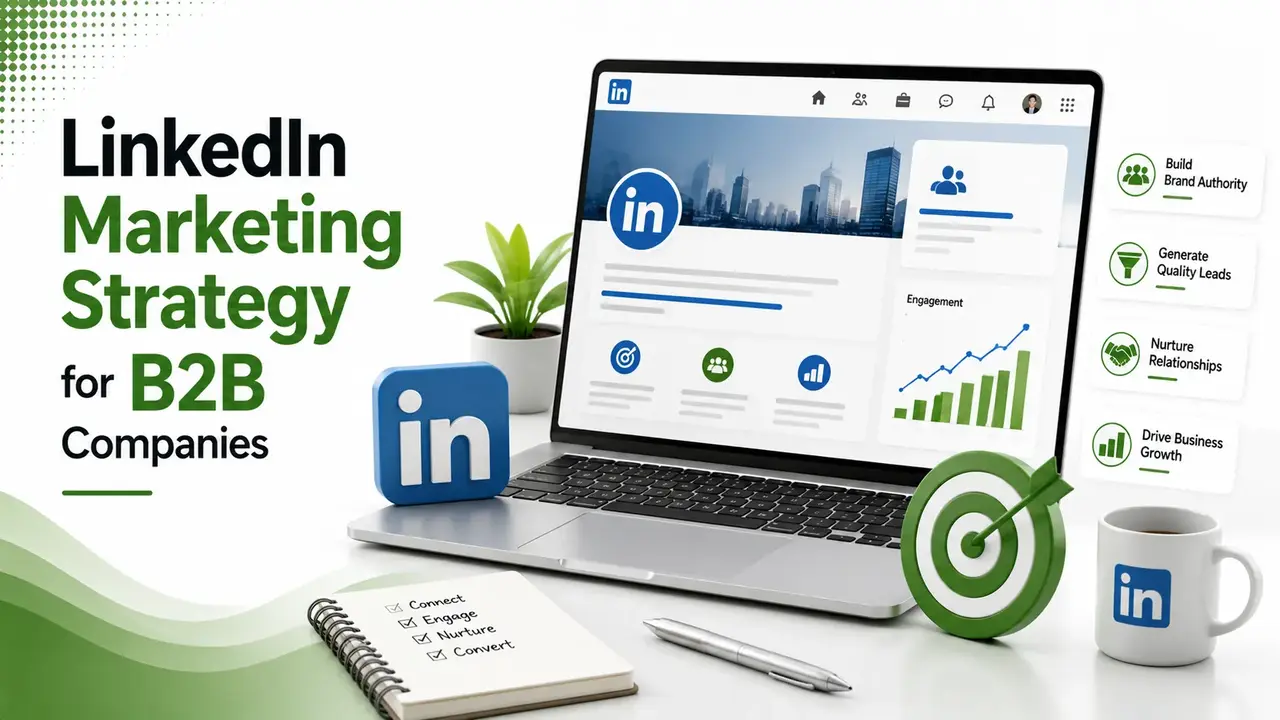 LinkedIn
Marketing
Strategy
for B2B
Companies
in
in
in
Engagement
Build
Brand Authority
Generate
Quality Leads
Nurture
Relationships
Drive Business
Growth
Connect
Engage
Nurture
Convert
in